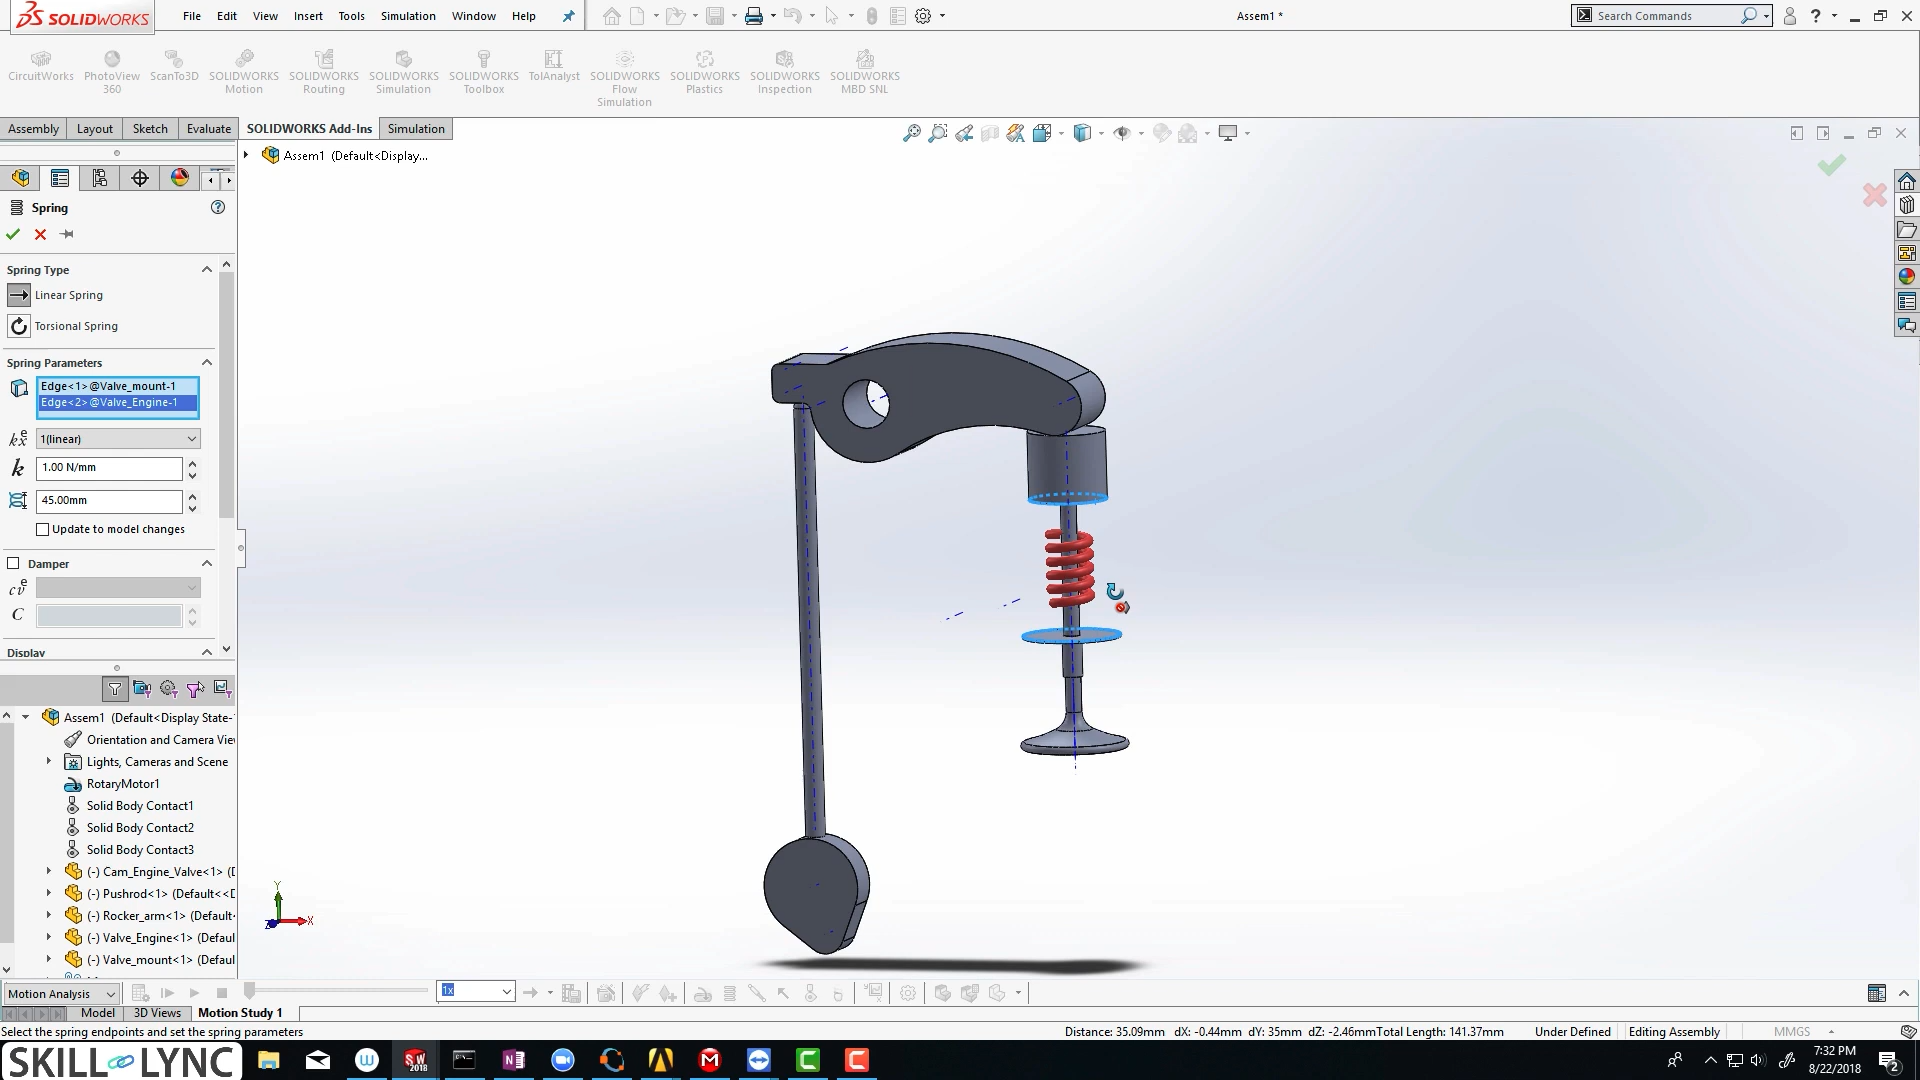 SOLIDWORKS
File Edit View Insert Tools Simulation Window Help
Assem1 *
Search Commands
CircuitWorks
PhotoView 360
ScanTo3D
SOLIDWORKS Motion
SOLIDWORKS Routing
SOLIDWORKS Simulation
SOLIDWORKS Toolbox
TolAnalyst
SOLIDWORKS Flow Simulation
SOLIDWORKS Plastics
SOLIDWORKS Inspection
SOLIDWORKS MBD SNL
Assembly Layout Sketch Evaluate SOLIDWORKS Add-Ins Simulation
Assem1 (Default<Display...
Spring
Spring Type
Linear Spring
Torsional Spring
Spring Parameters
Edge<1>@Valve_mount-1
Edge<2>@Valve_Engine-1
1(linear)
k 1.00 N/mm
45.00mm
Update to model changes
Damper
C
Display
Assem1 (Default<Display State-
Orientation and Camera Vie
Lights, Cameras and Scene
RotaryMotor1
Solid Body Contact1
Solid Body Contact2
Solid Body Contact3
(-) Cam_Engine_Valve<1> (D
(-) Pushrod<1> (Default<<D
(-) Rocker_arm<1> (Default<
(-) Valve_Engine<1> (Defaul
(-) Valve_mount<1> (Defaul
Y
X
Z
Motion Analysis
1x
Model 3D Views Motion Study 1
Select the spring endpoints and set the spring parameters
Distance: 35.09mm dX: -0.44mm dY: 35mm dZ: -2.46mmTotal Length: 141.37mm Under Defined Editing Assembly MMGS
SKILL LYNC
SW 2018
7:32 PM
8/22/2018
2